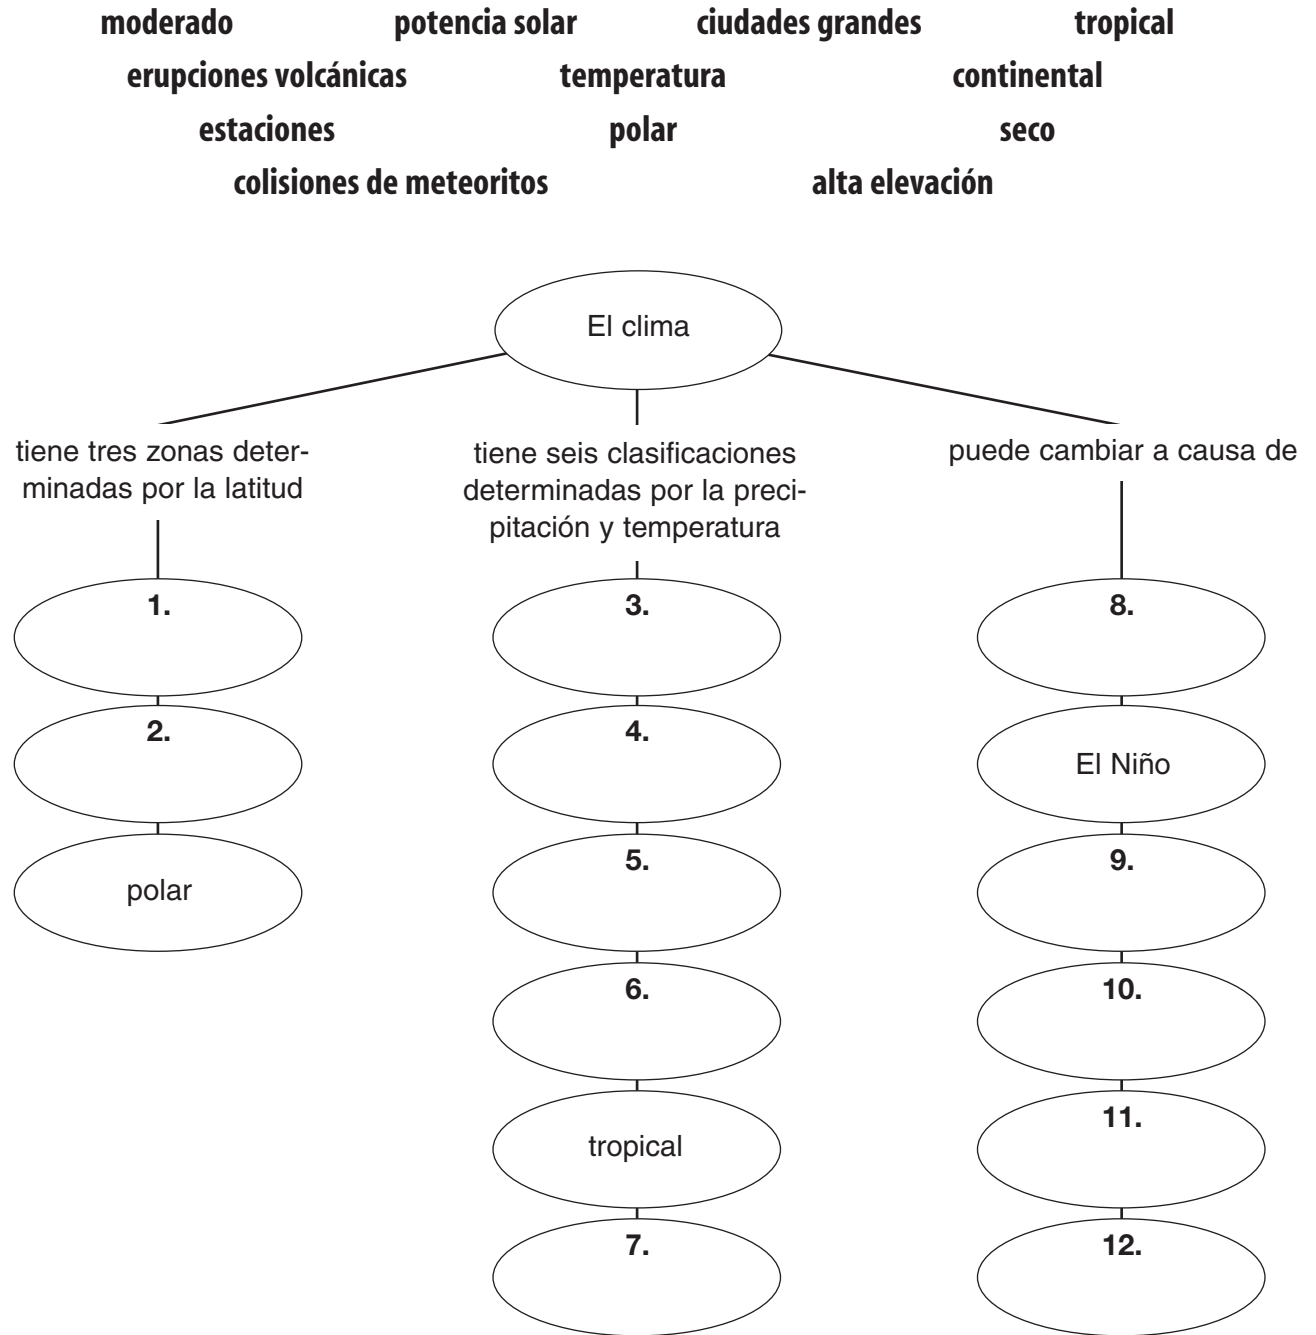 moderado potencia solar ciudades grandes tropical
erupciones volcánicas temperatura continental
estaciones polar seco
colisiones de meteoritos alta elevación
El clima
tiene tres zonas deter-
minadas por la latitud
1.
2.
polar
tiene seis clasificaciones
determinadas por la preci-
pitación y temperatura
3.
4.
5.
6.
tropical
7.
puede cambiar a causa de
8.
El Niño
9.
10.
11.
12.